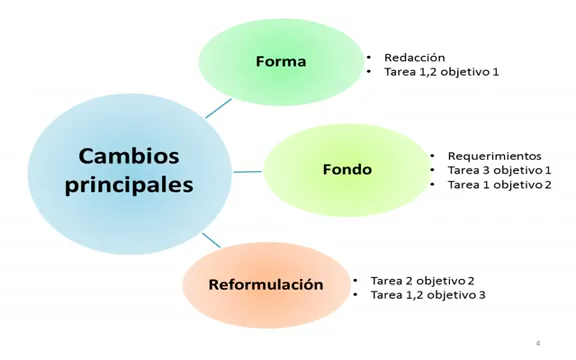 Forma
• Redacción
• Tarea 1,2 objetivo 1
Cambios
principales
Fondo
• Requerimientos
• Tarea 3 objetivo 1
• Tarea 1 objetivo 2
Reformulación
• Tarea 2 objetivo 2
• Tarea 1,2 objetivo 3
4